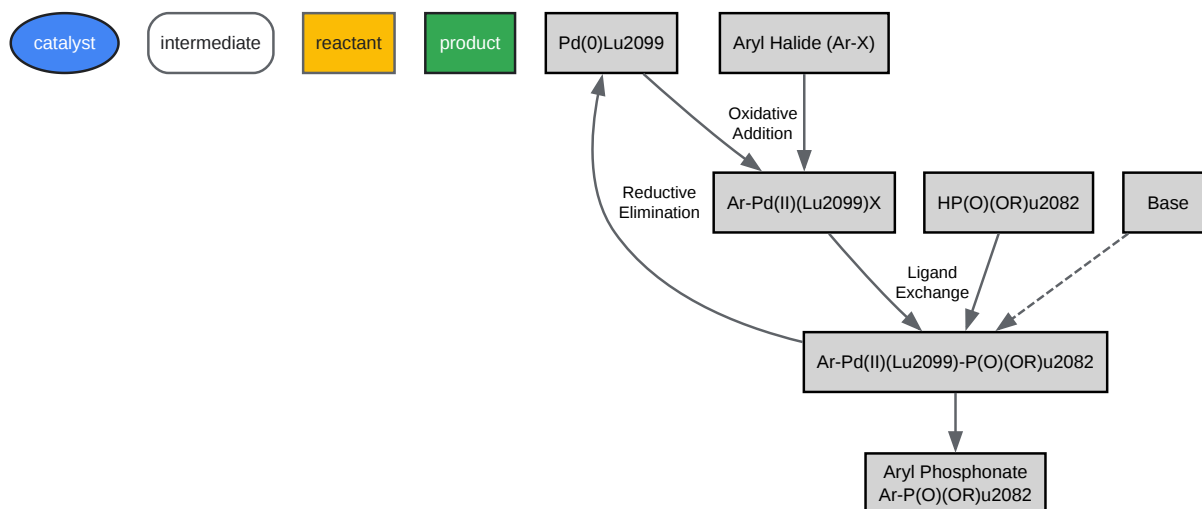 catalyst
intermediate
reactant
product
Pd(0)Lu2099
Aryl Halide (Ar-X)
Oxidative
Addition
Reductive
Elimination
Ar-Pd(II)(Lu2099)X
HP(O)(OR)u2082
Base
Ligand
Exchange
Ar-Pd(II)(Lu2099)-P(O)(OR)u2082
Aryl Phosphonate
Ar-P(O)(OR)u2082